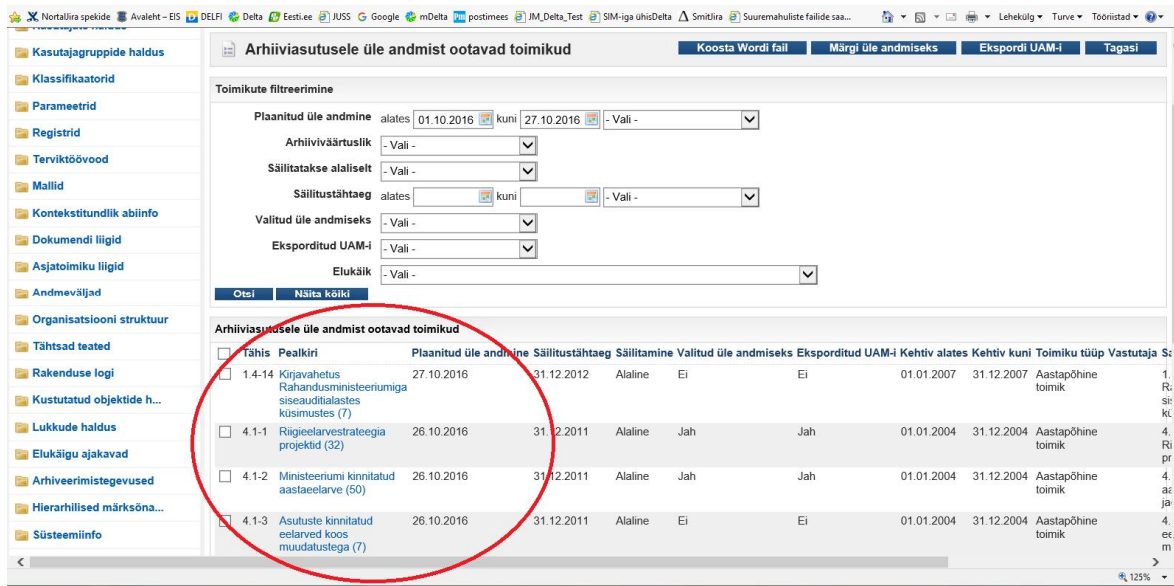 NortalJira spekide Avaleht – EIS DELFI Delta Eesti.ee JUSS Google mDelta postimees JM_Delta_Test SIM-iga ühisDelta SmitJira Suuremahuliste failide saa... Lehekülg Turve Tööriistad
Kasutajagruppide haldus
Klassifikaatorid
Parameetrid
Registrid
Terviktöövood
Mallid
Kontekstitundlik abiinfo
Dokumendi liigid
Asjatoimiku liigid
Andmeväljad
Organisatsiooni struktuur
Tähtsad teated
Rakenduse logi
Kustutatud objektide h...
Lukkude haldus
Elukäigu ajakavad
Arhiveerimistegevused
Hierarhilised märksõna...
Süsteemiinfo
Arhiiviasutusele üle andmist ootavad toimikud
Koosta Wordi fail Märgi üle andmiseks Ekspordi UAM-i Tagasi
Toimikute filtreerimine
Plaanitud üle andmine alates 01.10.2016 kuni 27.10.2016 - Vali -
Arhiiviväärtuslik - Vali -
Säilitatakse alaliselt - Vali -
Säilitustähtaeg alates kuni - Vali -
Valitud üle andmiseks - Vali -
Eksporditud UAM-i - Vali -
Elukäik - Vali -
Otsi Näita kõiki
Arhiiviasutusele üle andmist ootavad toimikud
Tähis Pealkiri Plaanitud üle andmine Säilitustähtaeg Säilitamine Valitud üle andmiseks Eksporditud UAM-i Kehtiv alates Kehtiv kuni Toimiku tüüp Vastutaja
1.4-14 Kirjavahetus 27.10.2016 31.12.2012 Alaline Ei Ei 01.01.2007 31.12.2007 Aastapõhine 1.
Rahandusministeeriumiga toimik
siseauditialastes
küsimustes (7)
4.1-1 Riigieelarvestrateegia 26.10.2016 31.12.2011 Alaline Jah Jah 01.01.2004 31.12.2004 Aastapõhine 4.
projektid (32) toimik
4.1-2 Ministeeriumi kinnitatud 26.10.2016 31.12.2011 Alaline Jah Jah 01.01.2004 31.12.2004 Aastapõhine 4.
aastaeelarve (50) toimik
4.1-3 Asutuste kinnitatud 26.10.2016 31.12.2011 Alaline Ei Ei 01.01.2004 31.12.2004 Aastapõhine 4.
eelarved koos toimik
muudatustega (7)
125%